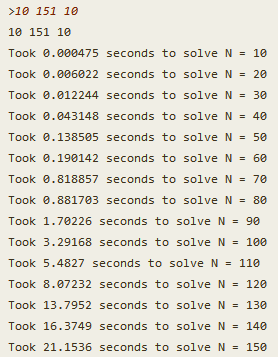 >10 151 10
10 151 10
Took 0.000475 seconds to solve N = 10
Took 0.006022 seconds to solve N = 20
Took 0.012244 seconds to solve N = 30
Took 0.043148 seconds to solve N = 40
Took 0.138505 seconds to solve N = 50
Took 0.190142 seconds to solve N = 60
Took 0.818857 seconds to solve N = 70
Took 0.881703 seconds to solve N = 80
Took 1.70226 seconds to solve N = 90
Took 3.29168 seconds to solve N = 100
Took 5.4827 seconds to solve N = 110
Took 8.07232 seconds to solve N = 120
Took 13.7952 seconds to solve N = 130
Took 16.3749 seconds to solve N = 140
Took 21.1536 seconds to solve N = 150